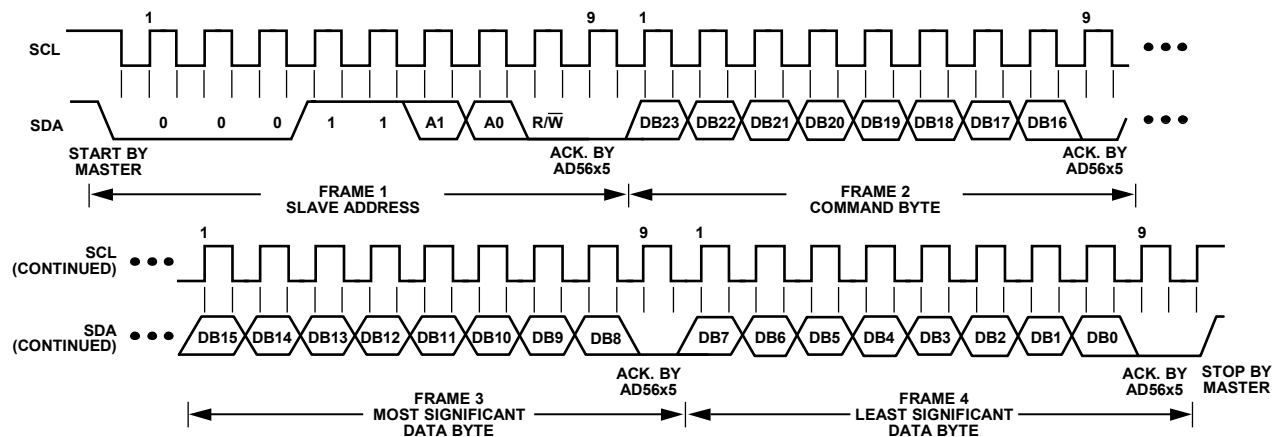 1 9 1 9
SCL
SDA 0 0 0 1 1 A1 A0 R/W̅ DB23 DB22 DB21 DB20 DB19 DB18 DB17 DB16
START BY
MASTER
ACK. BY
AD56x5
ACK. BY
AD56x5
FRAME 1
SLAVE ADDRESS
FRAME 2
COMMAND BYTE
1 9 1 9
SCL
(CONTINUED)
SDA
(CONTINUED)
DB15 DB14 DB13 DB12 DB11 DB10 DB9 DB8 DB7 DB6 DB5 DB4 DB3 DB2 DB1 DB0
ACK. BY
AD56x5
ACK. BY
AD56x5
STOP BY
MASTER
FRAME 3
MOST SIGNIFICANT
DATA BYTE
FRAME 4
LEAST SIGNIFICANT
DATA BYTE